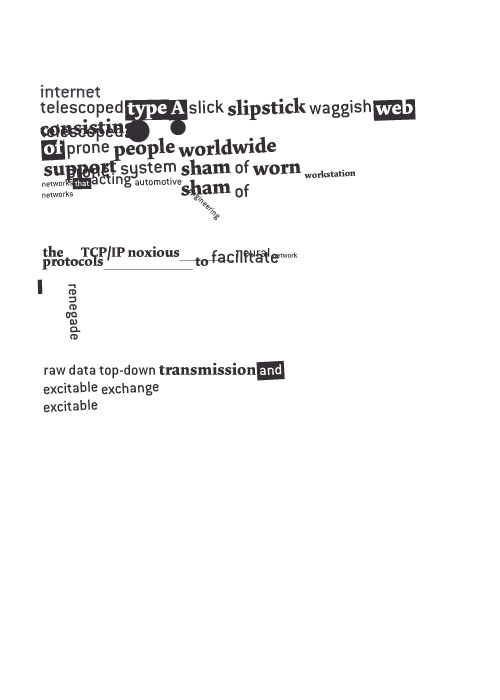 internet
telescoped type A slick slipstick waggish web
consisting
telescoped
of prone people worldwide
support system sham of worn workstation
prone
networks that acting automotive
sham of
networks
engineering
the TCP/IP noxious neural network
protocols to facilitate
renegade
raw data top-down transmission and
excitable exchange
excitable